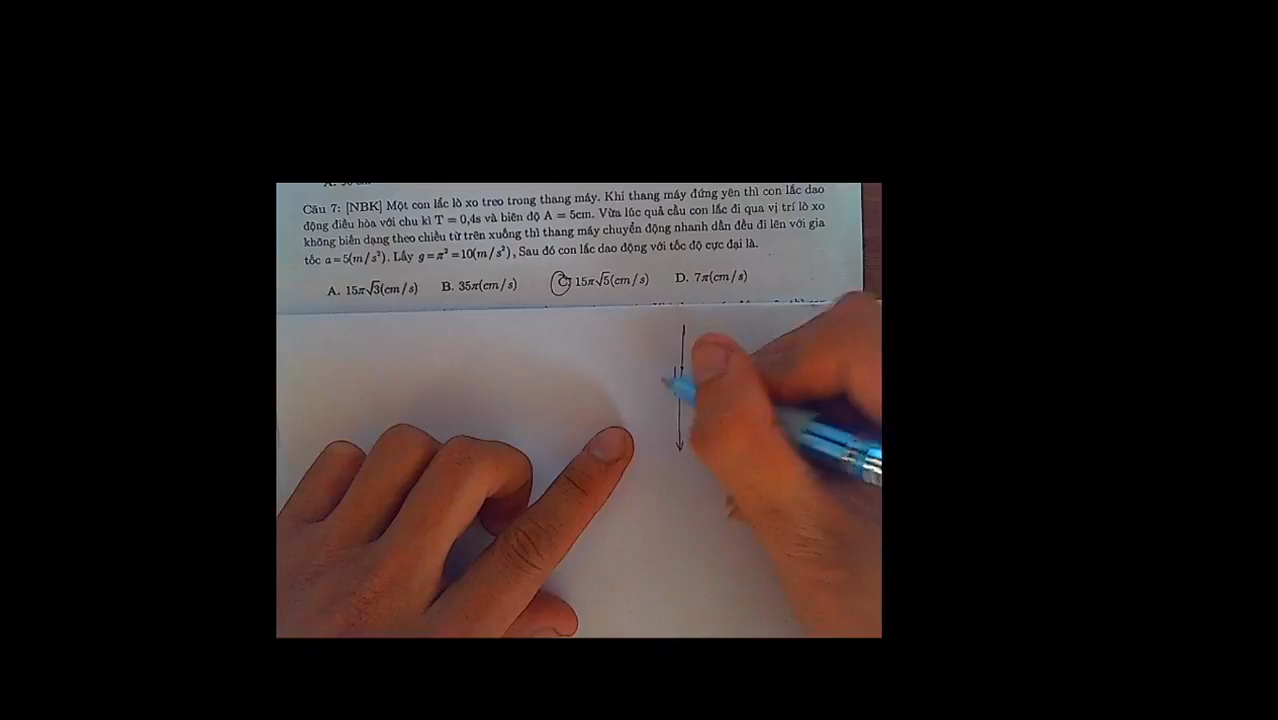 Câu 7: [NBK] Một con lắc lò xo treo trong thang máy. Khi thang máy đứng yên thì con lắc dao
động điều hòa với chu kì T = 0,4s và biên độ A = 5cm. Vừa lúc quả cầu con lắc đi qua vị trí lò xo
không biến dạng theo chiều từ trên xuống thì thang máy chuyển động nhanh dần đều đi lên với gia
tốc a = 5(m/s²). Lấy g = π² = 10(m/s²), Sau đó con lắc dao động với tốc độ cực đại là.
A. 15π√3(cm/s) B. 35π(cm/s) C. 15π√5(cm/s) D. 7π(cm/s)